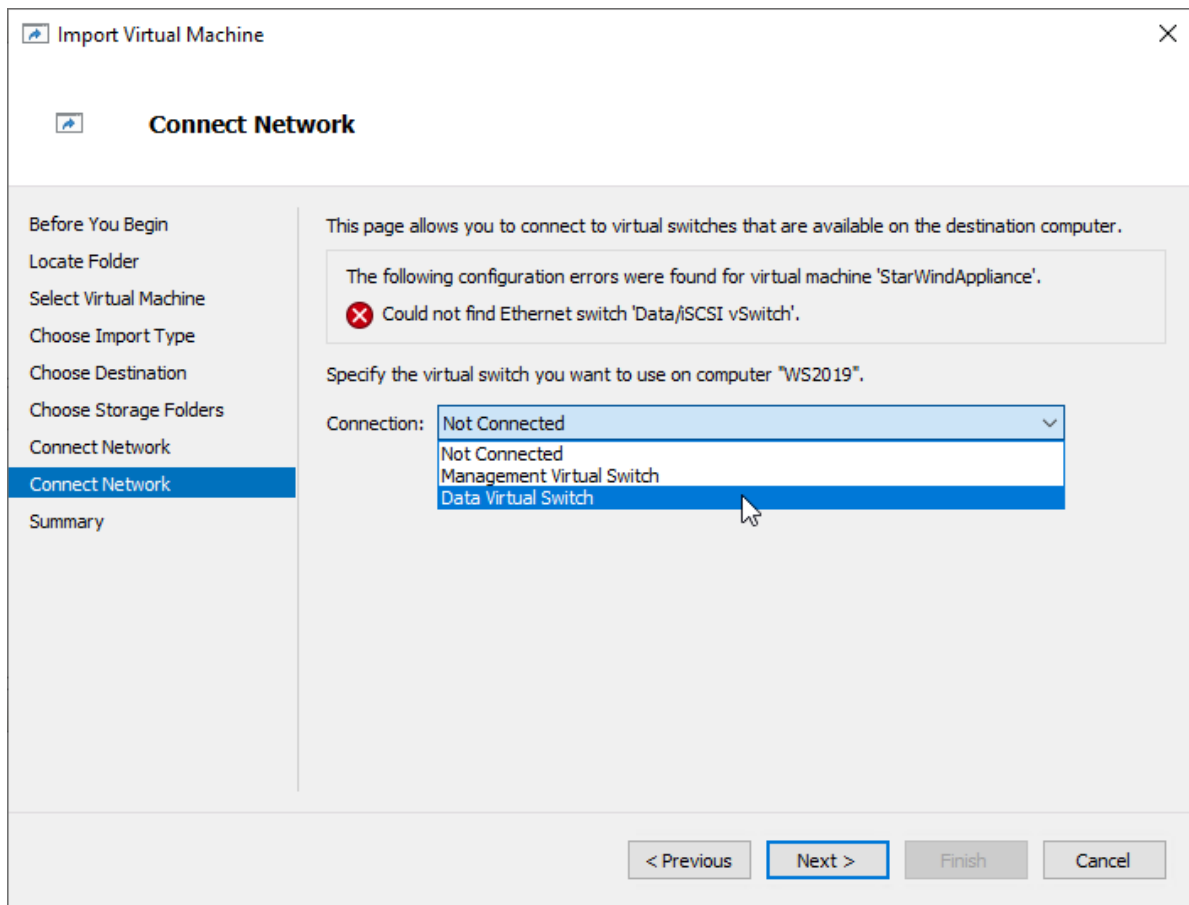 Import Virtual Machine
Connect Network
Before You Begin
Locate Folder
Select Virtual Machine
Choose Import Type
Choose Destination
Choose Storage Folders
Connect Network
Connect Network
Summary
This page allows you to connect to virtual switches that are available on the destination computer.
The following configuration errors were found for virtual machine 'StarWindAppliance'.
Could not find Ethernet switch 'Data/iSCSI vSwitch'.
Specify the virtual switch you want to use on computer "WS2019".
Connection: Not Connected
Not Connected
Management Virtual Switch
Data Virtual Switch
< Previous Next > Finish Cancel